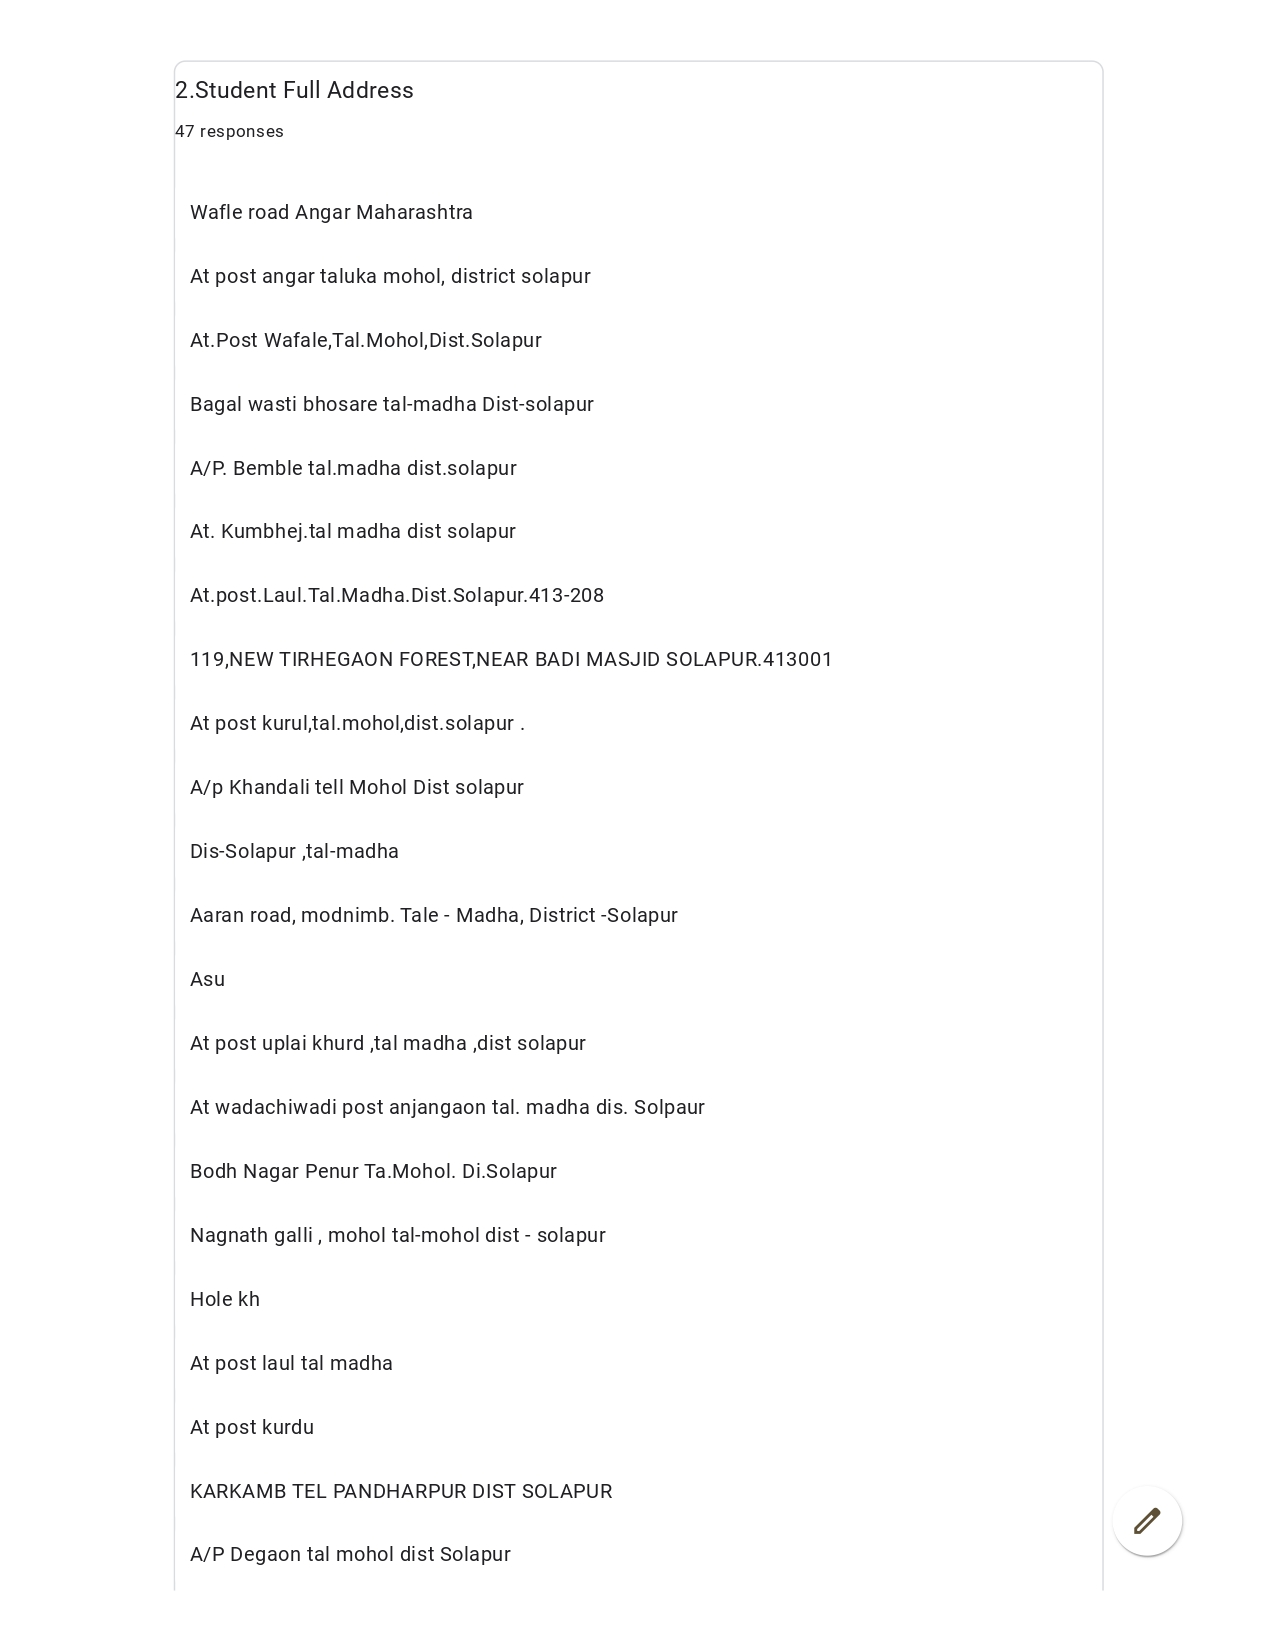 2.Student Full Address
47 responses
Wafle road Angar Maharashtra
At post angar taluka mohol, district solapur
At.Post Wafale,Tal.Mohol,Dist.Solapur
Bagal wasti bhosare tal-madha Dist-solapur
A/P. Bemble tal.madha dist.solapur
At. Kumbhej.tal madha dist solapur
At.post.Laul.Tal.Madha.Dist.Solapur.413-208
119,NEW TIRHEGAON FOREST,NEAR BADI MASJID SOLAPUR.413001
At post kurul,tal.mohol,dist.solapur .
A/p Khandali tell Mohol Dist solapur
Dis-Solapur ,tal-madha
Aaran road, modnimb. Tale - Madha, District -Solapur
Asu
At post uplai khurd ,tal madha ,dist solapur
At wadachiwadi post anjangaon tal. madha dis. Solpaur
Bodh Nagar Penur Ta.Mohol. Di.Solapur
Nagnath galli , mohol tal-mohol dist - solapur
Hole kh
At post laul tal madha
At post kurdu
KARKAMB TEL PANDHARPUR DIST SOLAPUR
A/P Degaon tal mohol dist Solapur